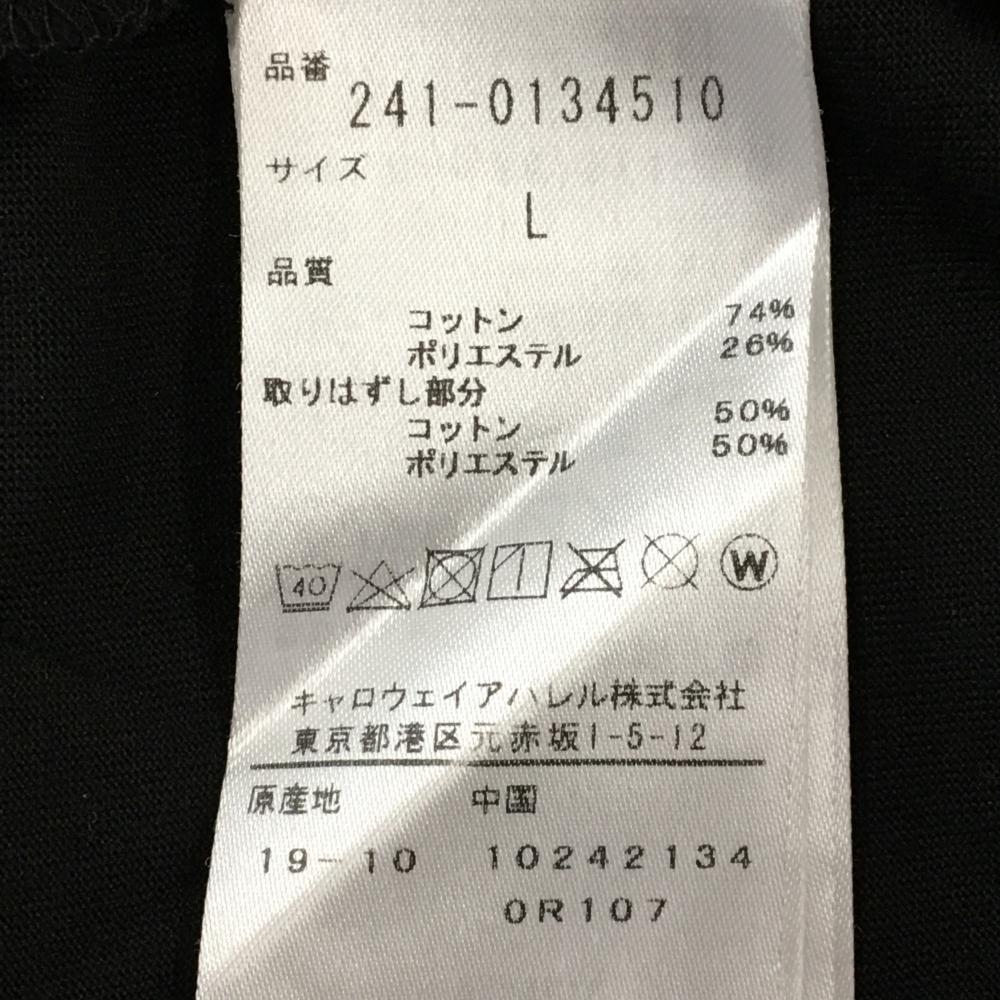 品番
241-0134510
サイズ
L
品質
コットン 74%
ポリエステル 26%
取りはずし部分
コットン 50%
ポリエステル 50%
40 W
キャロウェイアパレル株式会社
東京都港区元赤坂1-5-12
原産地 中国
19-10 10242134
0R107